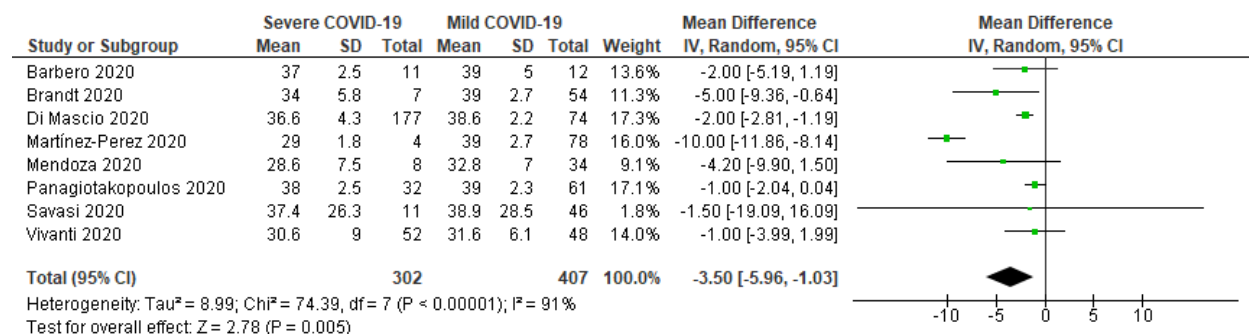 Severe COVID-19 Mild COVID-19 Mean Difference Mean Difference
Study or Subgroup Mean SD Total Mean SD Total Weight IV, Random, 95% CI IV, Random, 95% CI
Barbero 2020 37 2.5 11 39 5 12 13.6% -2.00 [-5.19, 1.19]
Brandt 2020 34 5.8 7 39 2.7 54 11.3% -5.00 [-9.36, -0.64]
Di Mascio 2020 36.6 4.3 177 38.6 2.2 74 17.3% -2.00 [-2.81, -1.19]
Martínez-Perez 2020 29 1.8 4 39 2.7 78 16.0% -10.00 [-11.86, -8.14]
Mendoza 2020 28.6 7.5 8 32.8 7 34 9.1% -4.20 [-9.90, 1.50]
Panagiotakopoulos 2020 38 2.5 32 39 2.3 61 17.1% -1.00 [-2.04, 0.04]
Savasi 2020 37.4 26.3 11 38.9 28.5 46 1.8% -1.50 [-19.09, 16.09]
Vivanti 2020 30.6 9 52 31.6 6.1 48 14.0% -1.00 [-3.99, 1.99]
Total (95% CI) 302 407 100.0% -3.50 [-5.96, -1.03]
Heterogeneity: Tau² = 8.99; Chi² = 74.39, df = 7 (P < 0.00001); I² = 91%
Test for overall effect: Z = 2.78 (P = 0.005)
-10 -5 0 5 10